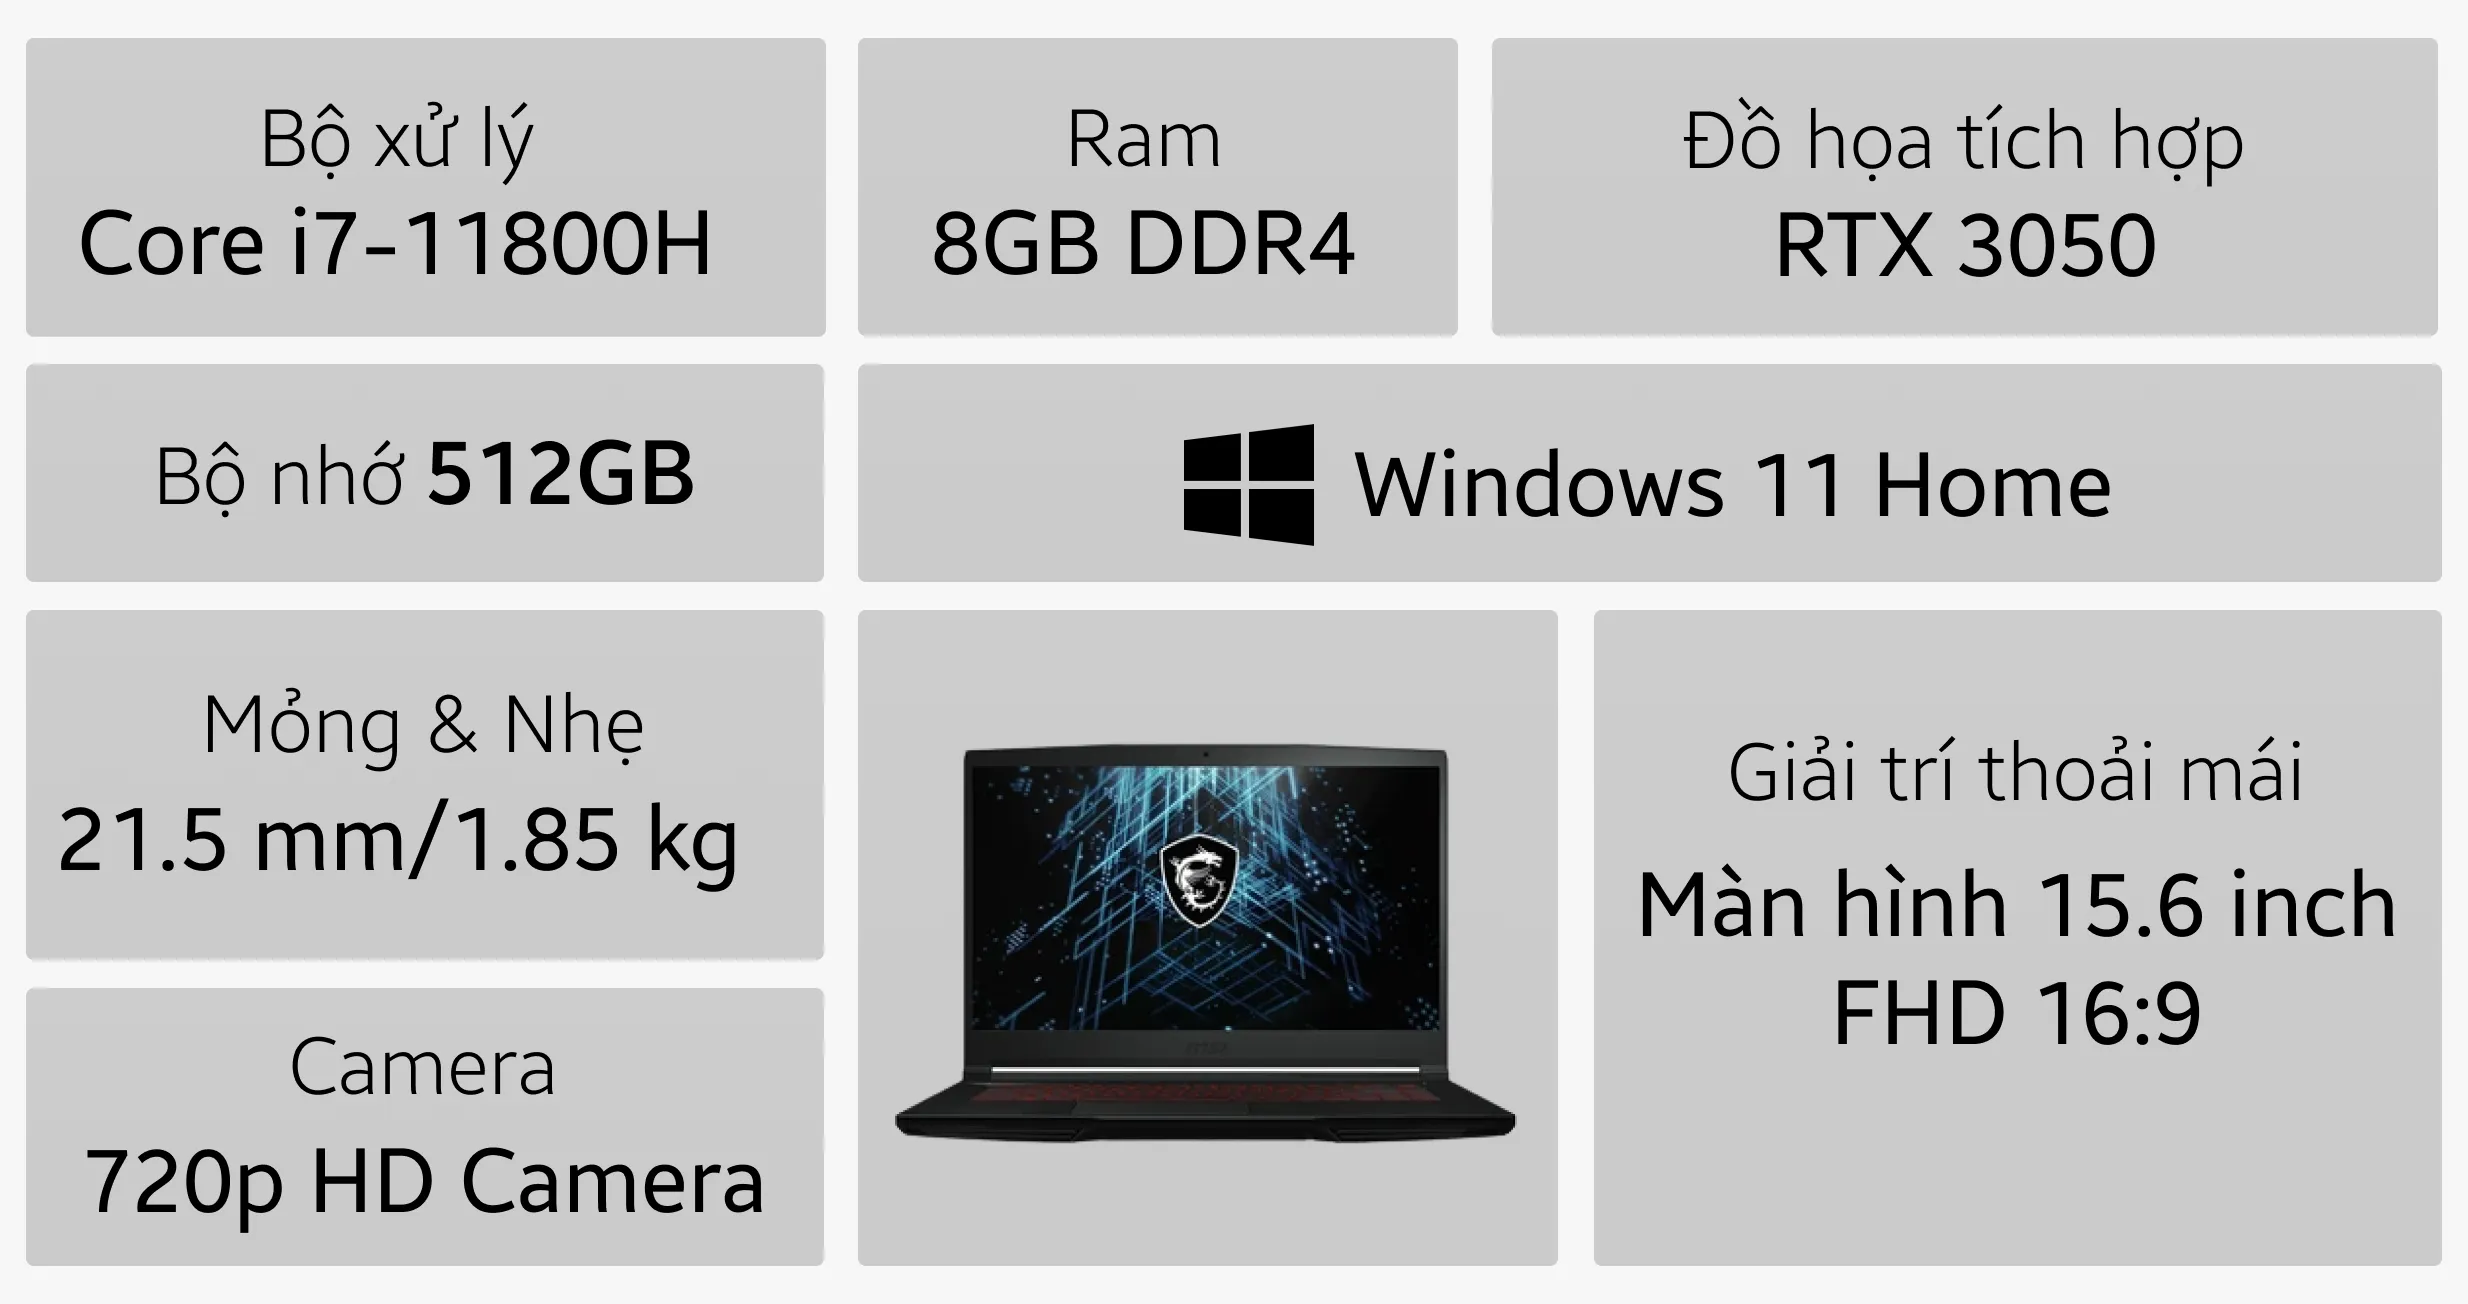 Bộ xử lý
Core i7-11800H
Ram
8GB DDR4
Đồ họa tích hợp
RTX 3050
Bộ nhớ 512GB
Windows 11 Home
Mỏng & Nhẹ
21.5 mm/1.85 kg
Giải trí thoải mái
Màn hình 15.6 inch
FHD 16:9
Camera
720p HD Camera